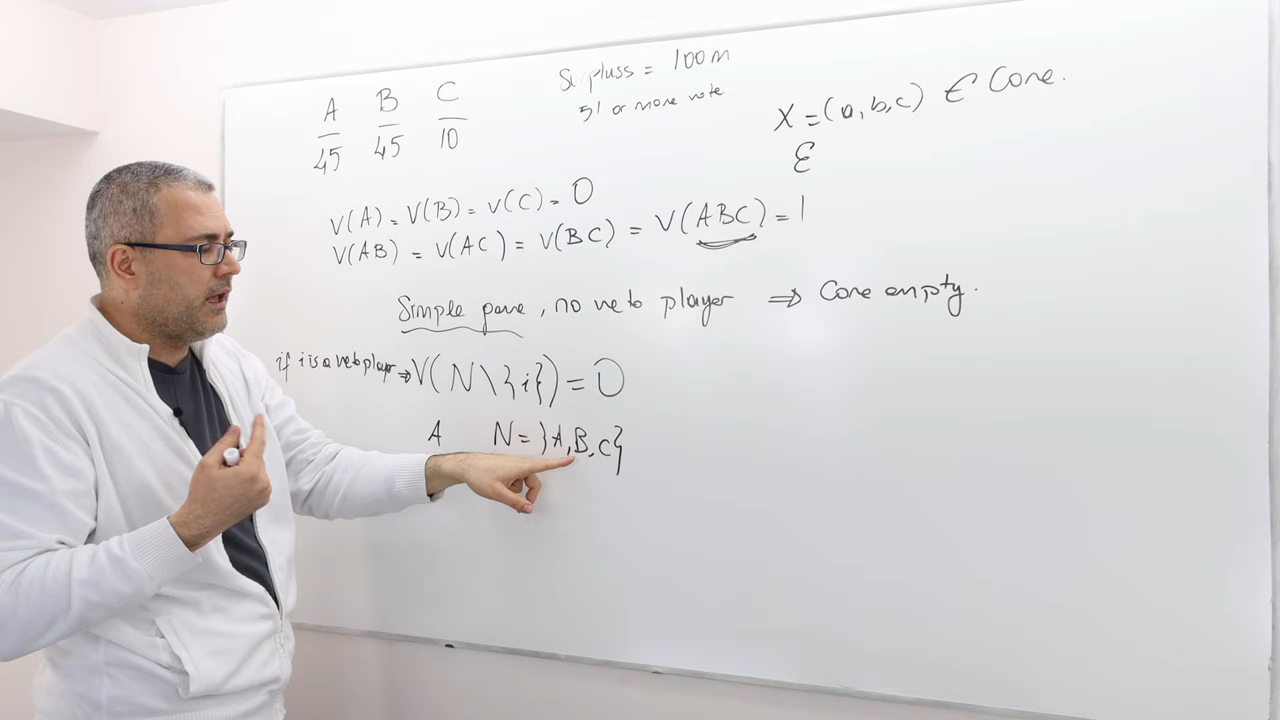 A B C
45 45 10
Surpluss = 100m
51 or more vote
X = (a, b, c) ∈ Core.
ε
V(A) = V(B) = V(C) = 0
V(AB) = V(AC) = V(BC) = V(ABC) = 1
Simple game, no veto player ⇒ Core empty.
if i is a veto player ⇒ V(N\{i}) = 0
A N = {A, B, C}